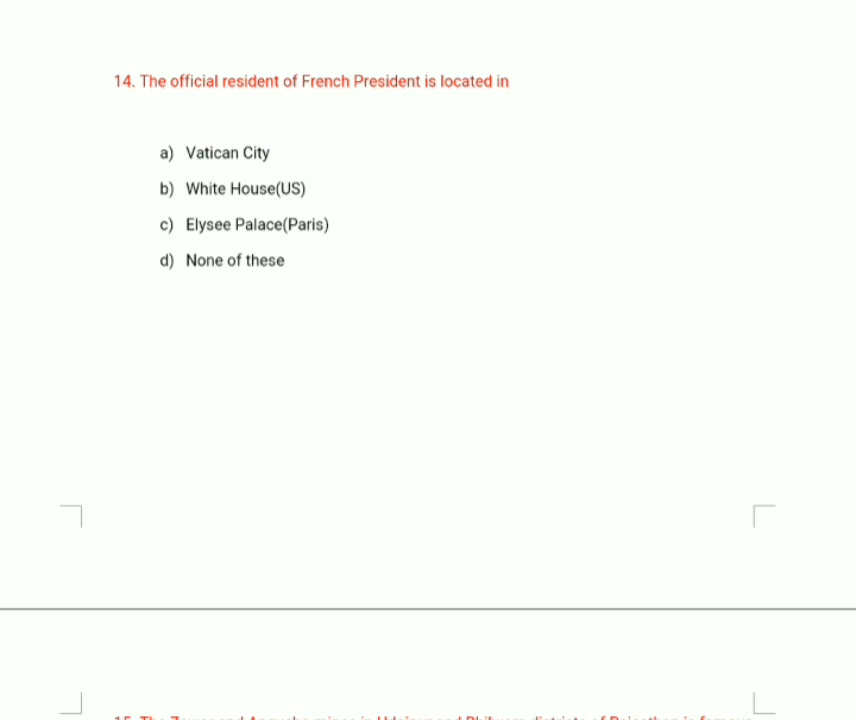 14. The official resident of French President is located in
a) Vatican City
b) White House(US)
c) Elysee Palace(Paris)
d) None of these